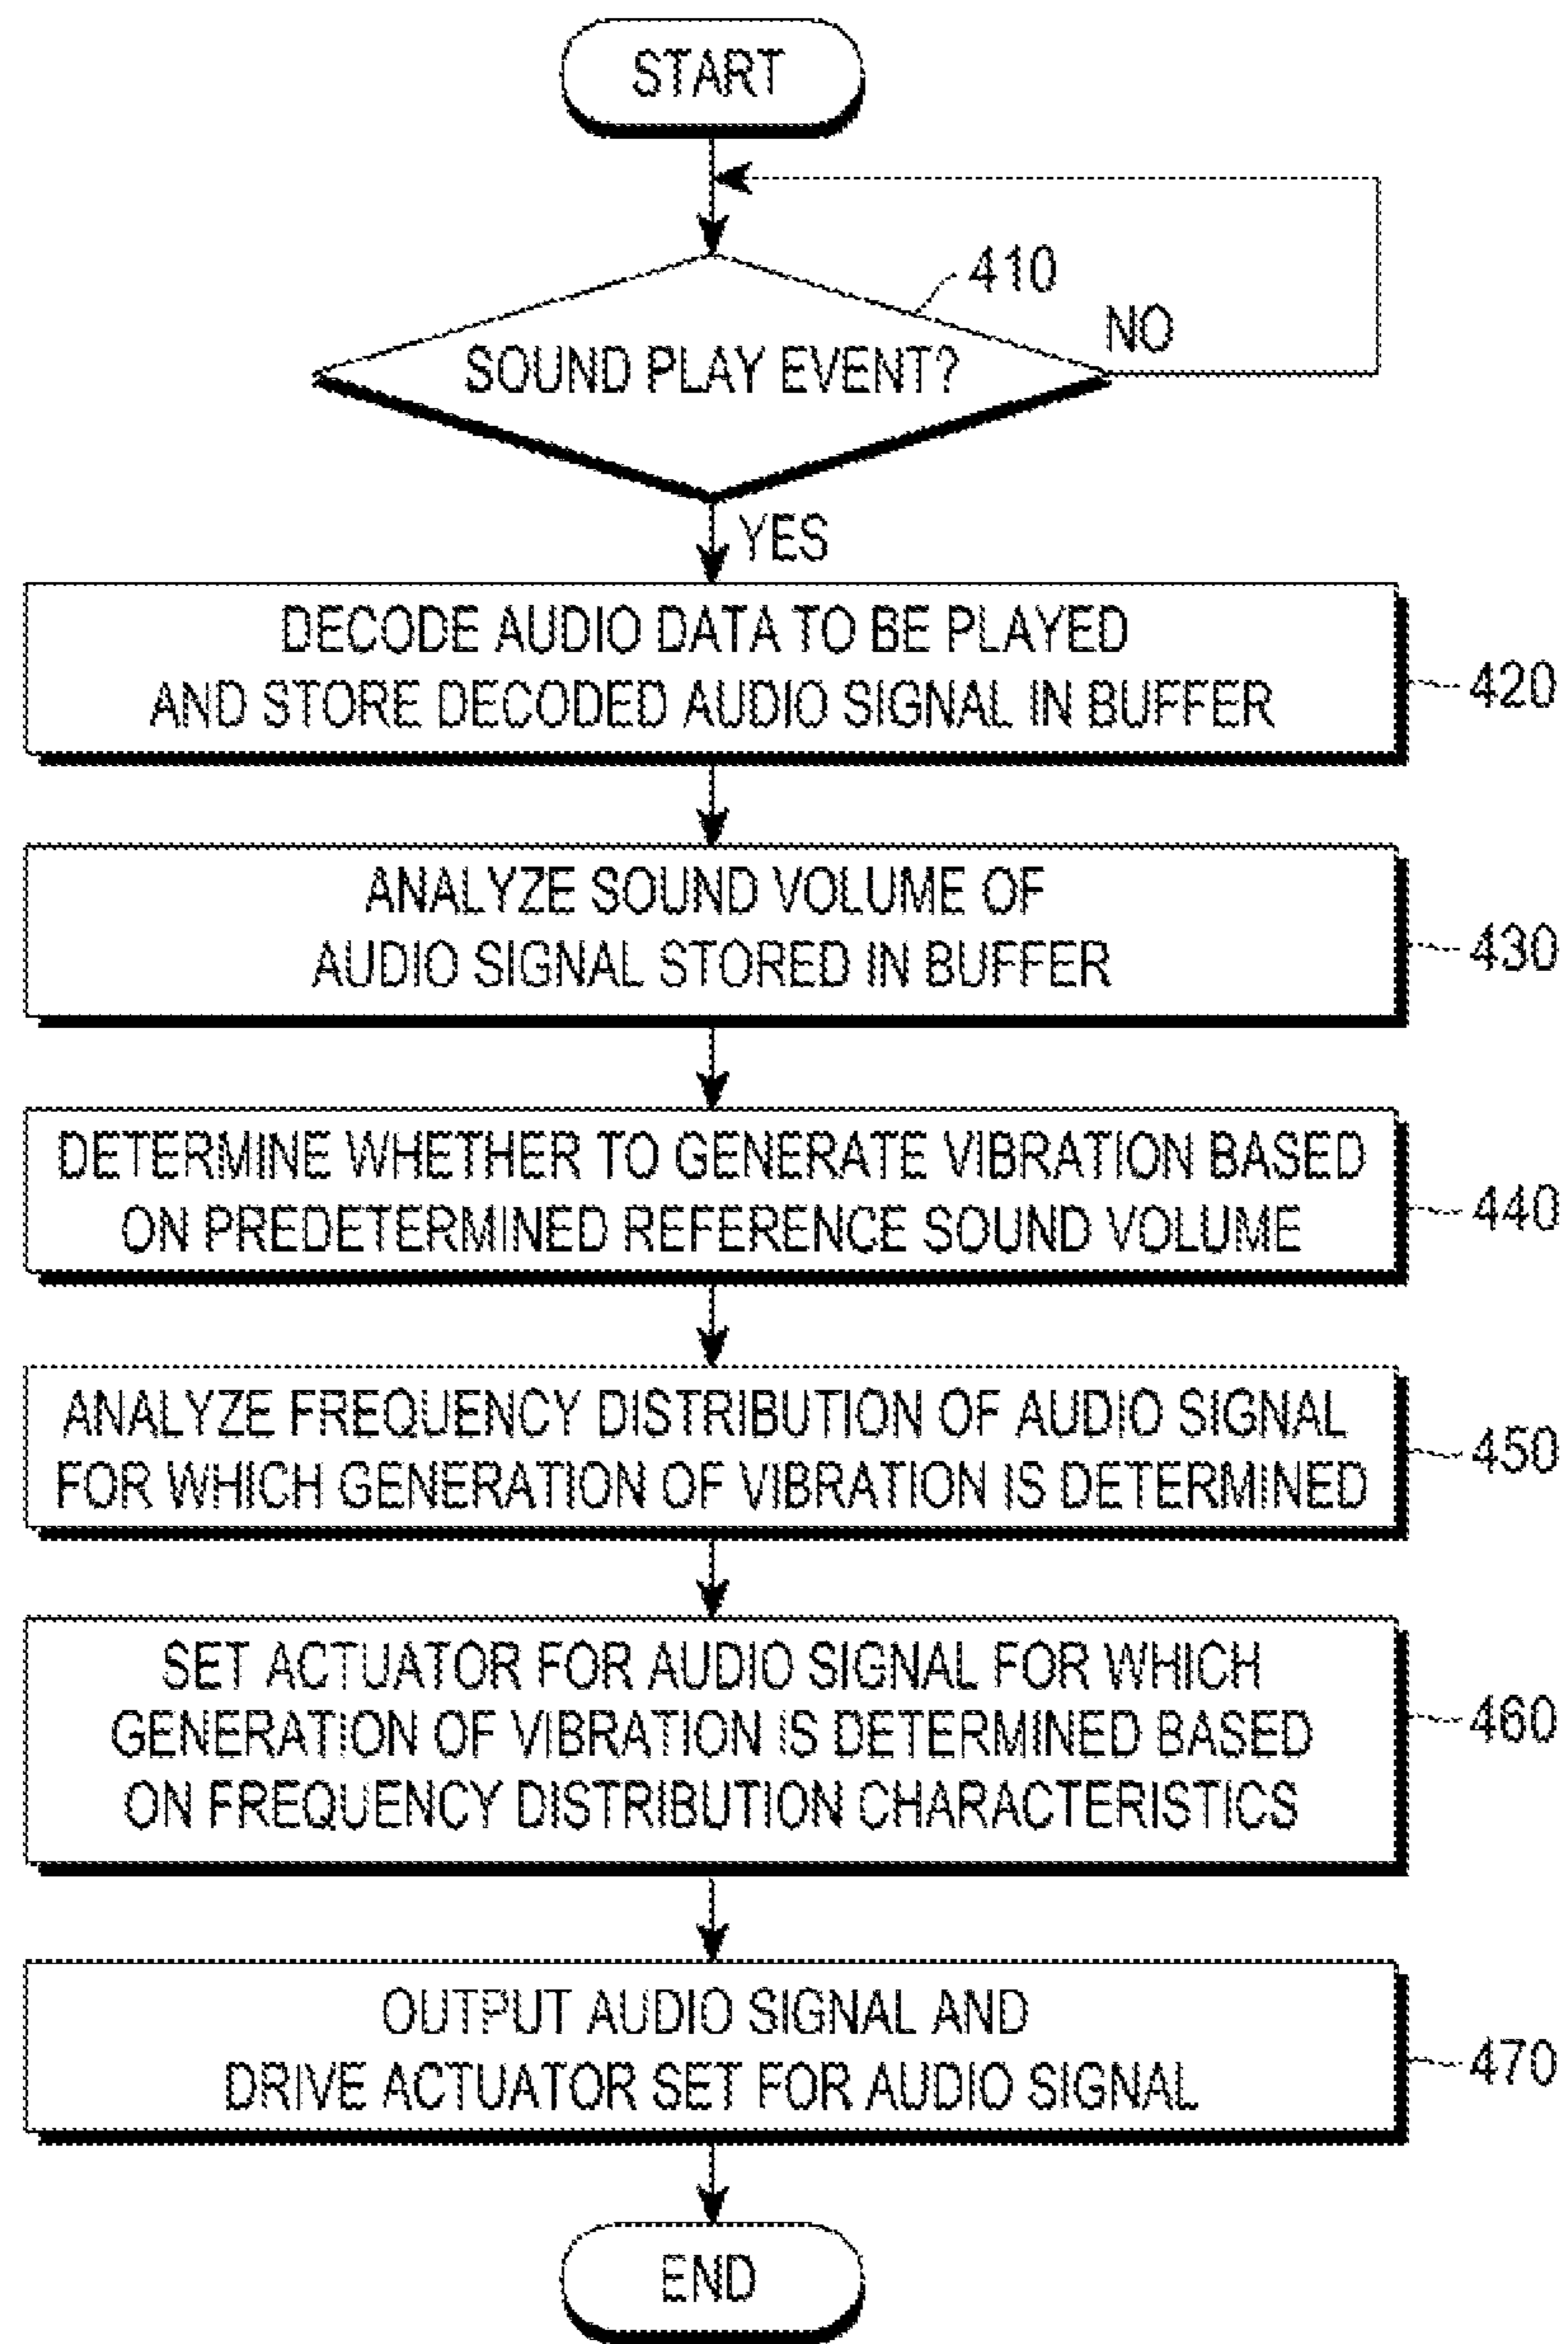 START
410
NO
SOUND PLAY EVENT?
YES
DECODE AUDIO DATA TO BE PLAYED
AND STORE DECODED AUDIO SIGNAL IN BUFFER
420
ANALYZE SOUND VOLUME OF
AUDIO SIGNAL STORED IN BUFFER
430
DETERMINE WHETHER TO GENERATE VIBRATION BASED
ON PREDETERMINED REFERENCE SOUND VOLUME
440
ANALYZE FREQUENCY DISTRIBUTION OF AUDIO SIGNAL
FOR WHICH GENERATION OF VIBRATION IS DETERMINED
450
SET ACTUATOR FOR AUDIO SIGNAL FOR WHICH
GENERATION OF VIBRATION IS DETERMINED BASED
ON FREQUENCY DISTRIBUTION CHARACTERISTICS
460
OUTPUT AUDIO SIGNAL AND
DRIVE ACTUATOR SET FOR AUDIO SIGNAL
470
END